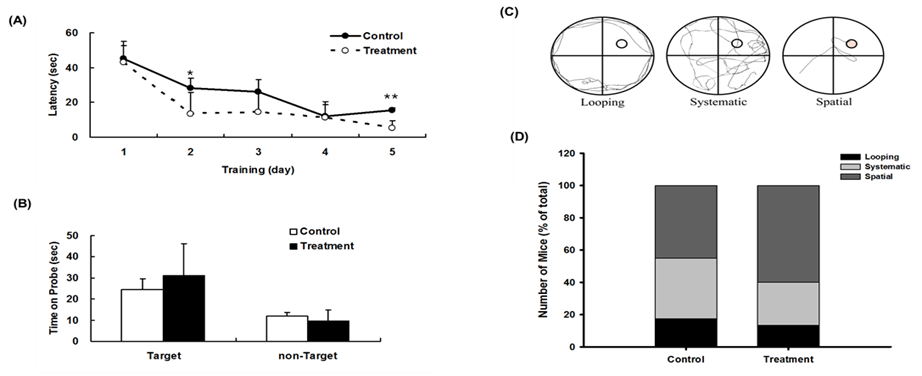 (A)
60
40
20
0
Latency (sec)
Control
Treatment
*
**
1 2 3 4 5
Training (day)
(B)
50
40
30
20
10
0
Time on Probe (sec)
Control
Treatment
Target non-Target
(C)
Looping Systematic Spatial
(D)
120
100
80
60
40
20
0
Number of Mice (% of total)
Looping
Systematic
Spatial
Control Treatment